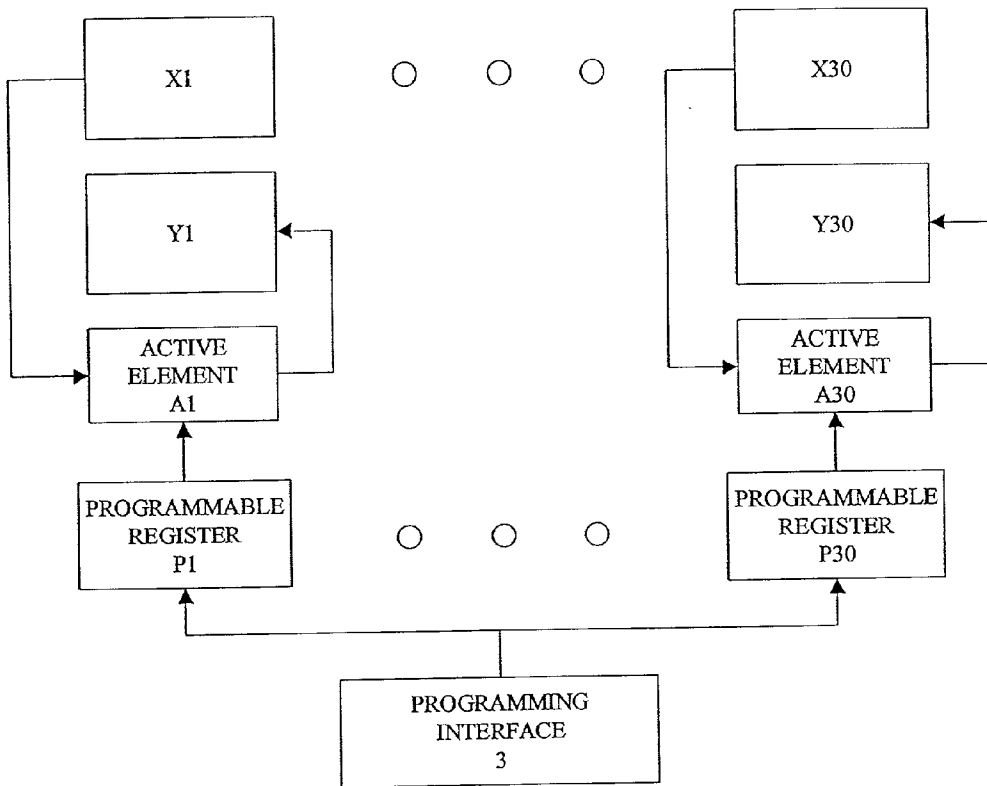 X1
X30
Y1
Y30
ACTIVE
ELEMENT
A1
ACTIVE
ELEMENT
A30
PROGRAMMABLE
REGISTER
P1
PROGRAMMABLE
REGISTER
P30
PROGRAMMING
INTERFACE
3